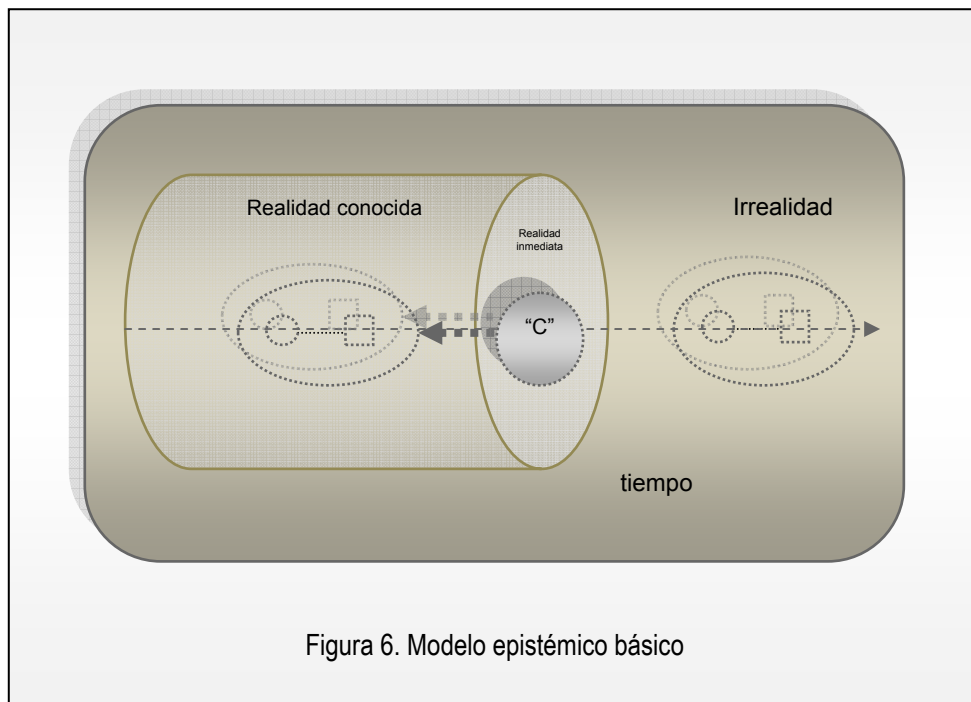 Realidad conocida
Irrealidad
Realidad
inmediata
“C”
tiempo
Figura 6. Modelo epistémico básico